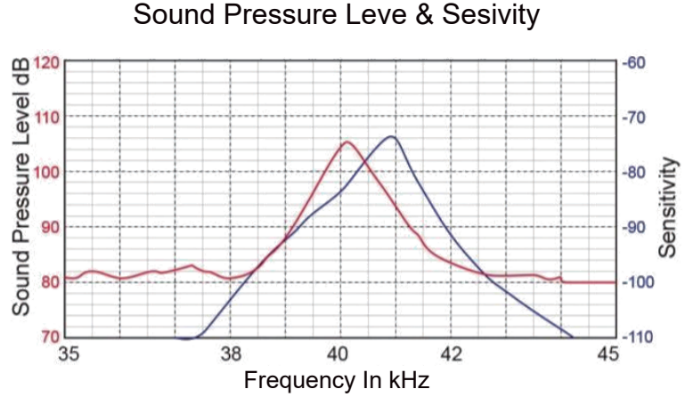 Sound Pressure Leve & Sesivity
Sound Pressure Level dB
120
110
100
90
80
70
-60
-70
-80
-90
-100
-110
Sensitivity
35 38 40 42 45
Frequency In kHz